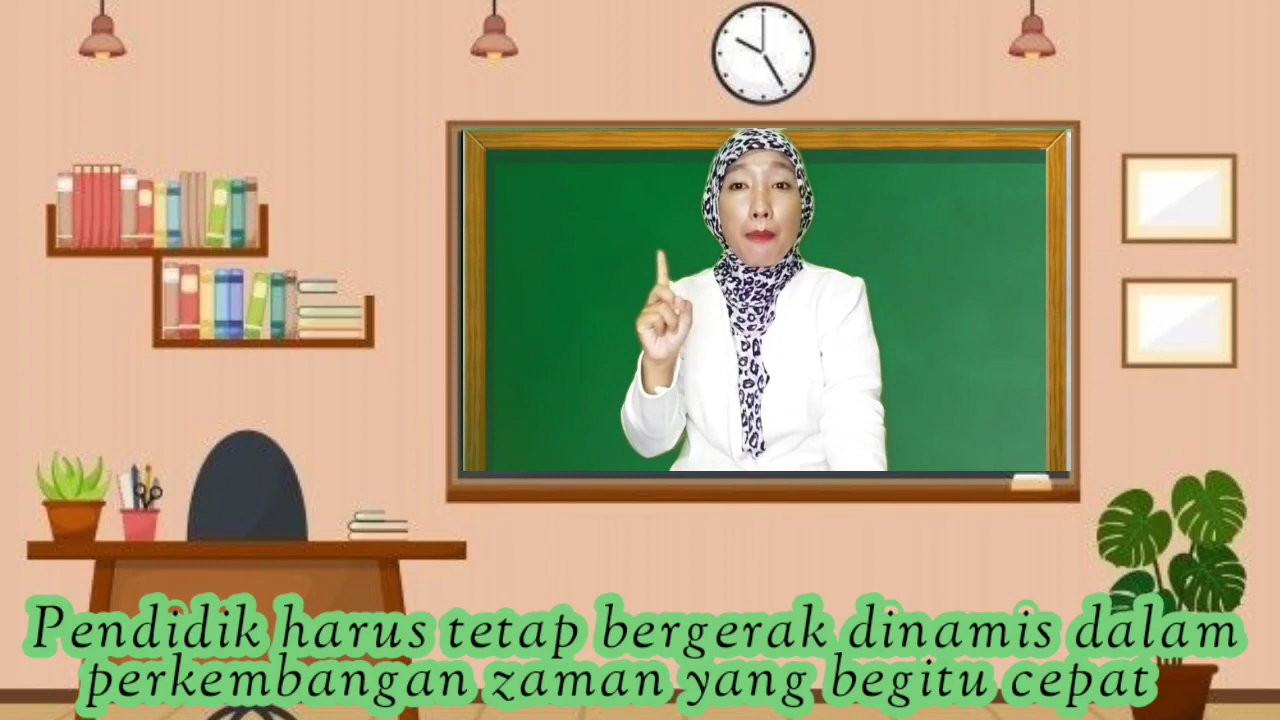 Pendidik harus tetap bergerak dinamis dalam
perkembangan zaman yang begitu cepat